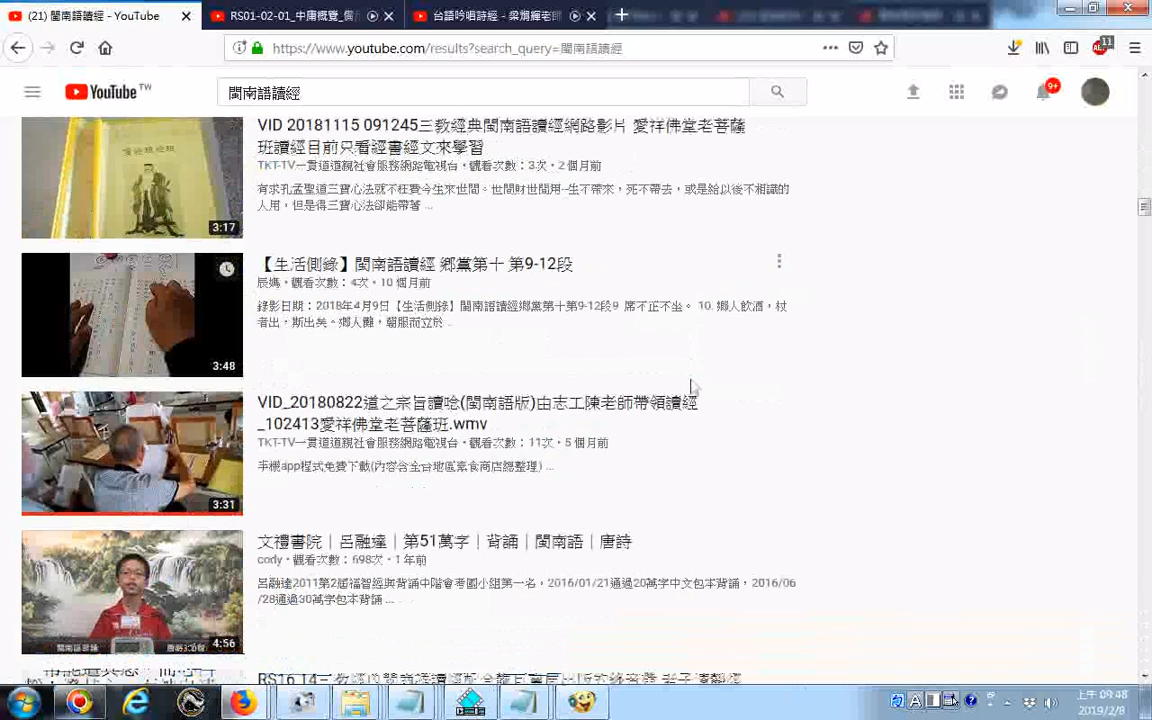 (21) 閩南語讀經 - YouTube
RS01-02-01_中庸概覽_儒
台語吟唱詩經 - 梁烱輝老師
https://www.youtube.com/results?search_query=閩南語讀經
11
YouTube TW
閩南語讀經
9+
VID 20181115 091245三教經典閩南語讀經網路影片 愛祥佛堂老菩薩
班讀經目前只看經書經文來學習
TKT-TV一貫道道親社會服務網路電視台・觀看次數：3次・2 個月前
有求孔孟聖道三寶心法就不枉費今生來世間。世間財世間用--生不帶來，死不帶去，或是給以後不相識的
人用，但是得三寶心法卻能帶著 ...
3:17
【生活側錄】閩南語讀經 鄉黨第十 第9-12段
辰媽・觀看次數：4次・10 個月前
錄影日期：2018年4月9日【生活側錄】閩南語讀經鄉黨第十第9-12段9 席不正不坐。 10. 鄉人飲酒，杖
者出，斯出矣。鄉人儺，朝服而立於 ...
3:48
VID_20180822道之宗旨讀唸(閩南語版)由志工陳老師帶領讀經
_102413愛祥佛堂老菩薩班.wmv
TKT-TV一貫道道親社會服務網路電視台・觀看次數：11次・5 個月前
手機app程式免費下載(內容含全台地區素食商店總整理) ...
3:31
文禮書院｜呂融達｜第51萬字｜背誦｜閩南語｜唐詩
cody・觀看次數：698次・1 年前
呂融達2011第2屆福智經典背誦中階會考國小組第一名，2016/01/21通過20萬字中文包本背誦，2016/06
/28通過30萬字包本背誦 ...
4:56
上午 09:48
2019/2/8